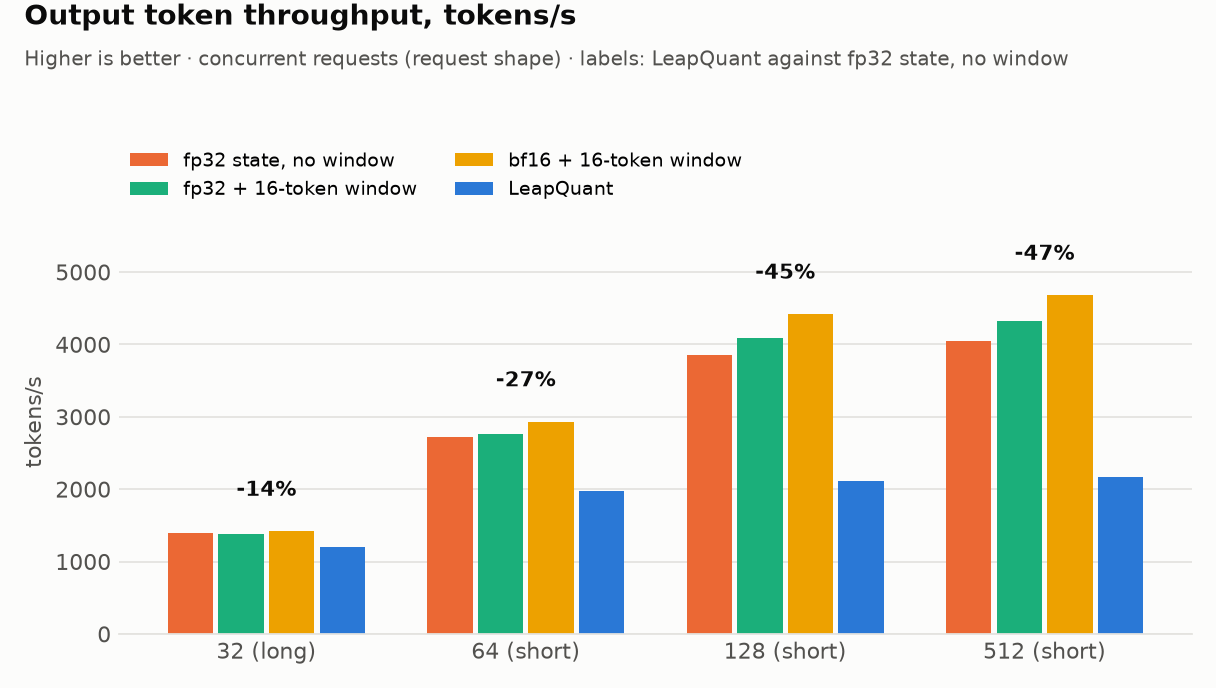 Output token throughput, tokens/s
Higher is better · concurrent requests (request shape) · labels: LeapQuant against fp32 state, no window
fp32 state, no window
bf16 + 16-token window
fp32 + 16-token window
LeapQuant
tokens/s
5000
4000
3000
2000
1000
0
-14%
-27%
-45%
-47%
32 (long)
64 (short)
128 (short)
512 (short)